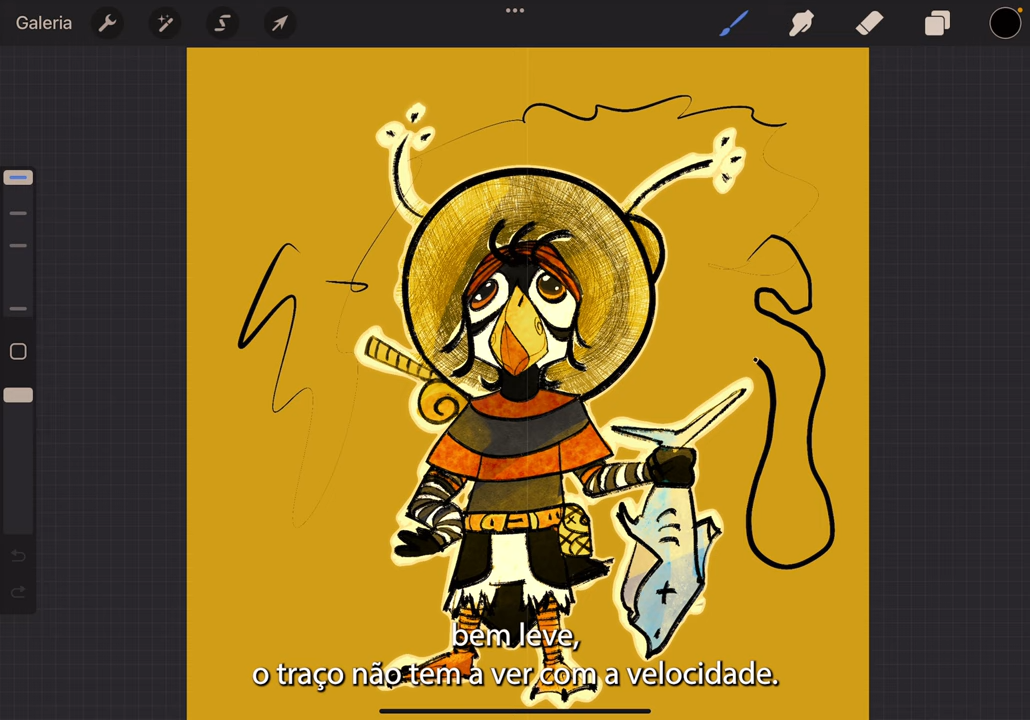 Galeria
bem leve,
o traço não tem a ver com a velocidade.